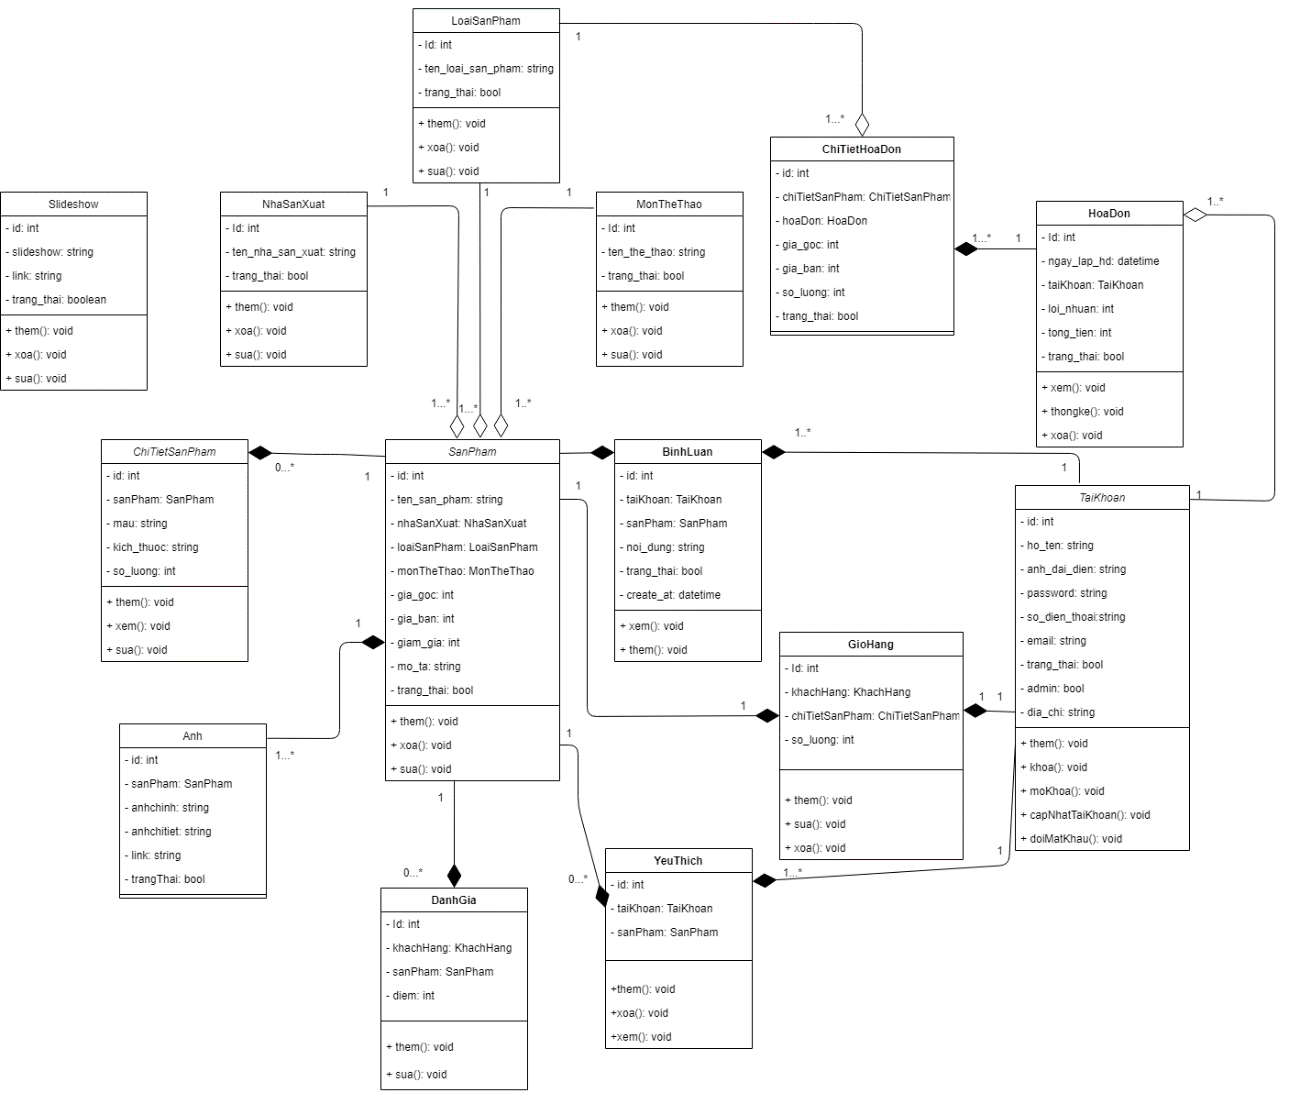 LoaiSanPham
- Id: int
- ten_loai_san_pham: string
- trang_thai: bool
+ them(): void
+ xoa(): void
+ sua(): void
1
1...*
1
ChiTietHoaDon
- id: int
- chiTietSanPham: ChiTietSanPham
- hoaDon: HoaDon
- gia_goc: int
- gia_ban: int
- so_luong: int
- trang_thai: bool
1...*
1
HoaDon
- Id: int
- ngay_lap_hd: datetime
- taiKhoan: TaiKhoan
- loi_nhuan: int
- tong_tien: int
- trang_thai: bool
+ xem(): void
+ thongke(): void
+ xoa(): void
1..*
1
Slideshow
- id: int
- slideshow: string
- link: string
- trang_thai: boolean
+ them(): void
+ xoa(): void
+ sua(): void
NhaSanXuat
- Id: int
- ten_nha_san_xuat: string
- trang_thai: bool
+ them(): void
+ xoa(): void
+ sua(): void
1
MonTheThao
- Id: int
- ten_the_thao: string
- trang_thai: bool
+ them(): void
+ xoa(): void
+ sua(): void
1
1...*
1...*
1..*
ChiTietSanPham
- id: int
- sanPham: SanPham
- mau: string
- kich_thuoc: string
- so_luong: int
+ them(): void
+ xem(): void
+ sua(): void
0...*
1
SanPham
- id: int
- ten_san_pham: string
- nhaSanXuat: NhaSanXuat
- loaiSanPham: LoaiSanPham
- monTheThao: MonTheThao
- gia_goc: int
- gia_ban: int
- giam_gia: int
- mo_ta: string
- trang_thai: bool
+ them(): void
+ xoa(): void
+ sua(): void
1
BinhLuan
- id: int
- taiKhoan: TaiKhoan
- sanPham: SanPham
- noi_dung: string
- trang_thai: bool
- create_at: datetime
+ xem(): void
+ them(): void
1..*
1
TaiKhoan
- id: int
- ho_ten: string
- anh_dai_dien: string
- password: string
- so_dien_thoai:string
- email: string
- trang_thai: bool
- admin: bool
- dia_chi: string
+ them(): void
+ khoa(): void
+ moKhoa(): void
+ capNhatTaiKhoan(): void
+ doiMatKhau(): void
GioHang
- Id: int
- khachHang: KhachHang
- chiTietSanPham: ChiTietSanPham
- so_luong: int
+ them(): void
+ sua(): void
+ xoa(): void
1
1
1
1
1...*
Anh
- id: int
- sanPham: SanPham
- anhchinh: string
- anhchitiet: string
- link: string
- trangThai: bool
1
0...*
DanhGia
- Id: int
- khachHang: KhachHang
- sanPham: SanPham
- diem: int
+ them(): void
+ sua(): void
1
0...*
YeuThich
- id: int
- taiKhoan: TaiKhoan
- sanPham: SanPham
+them(): void
+xoa(): void
+xem(): void
1...*
1